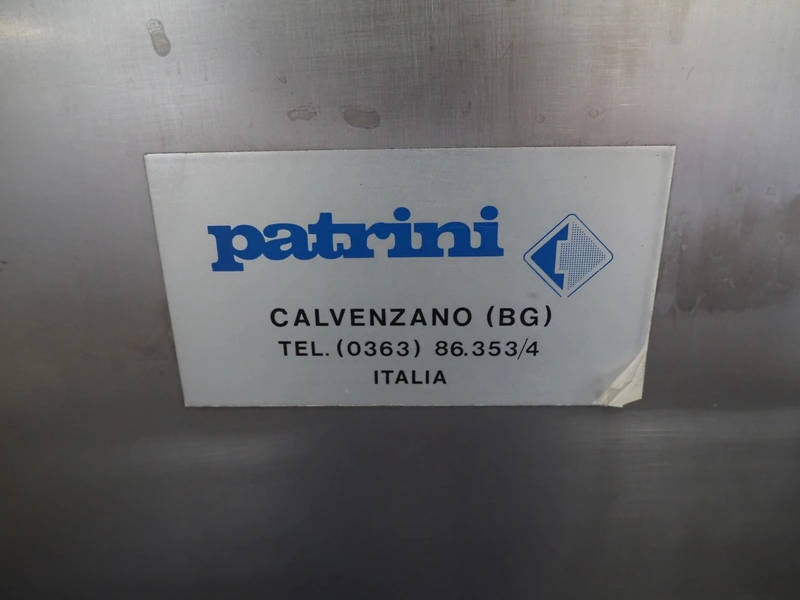 patrini
CALVENZANO (BG)
TEL. (0363) 86.353/4
ITALIA